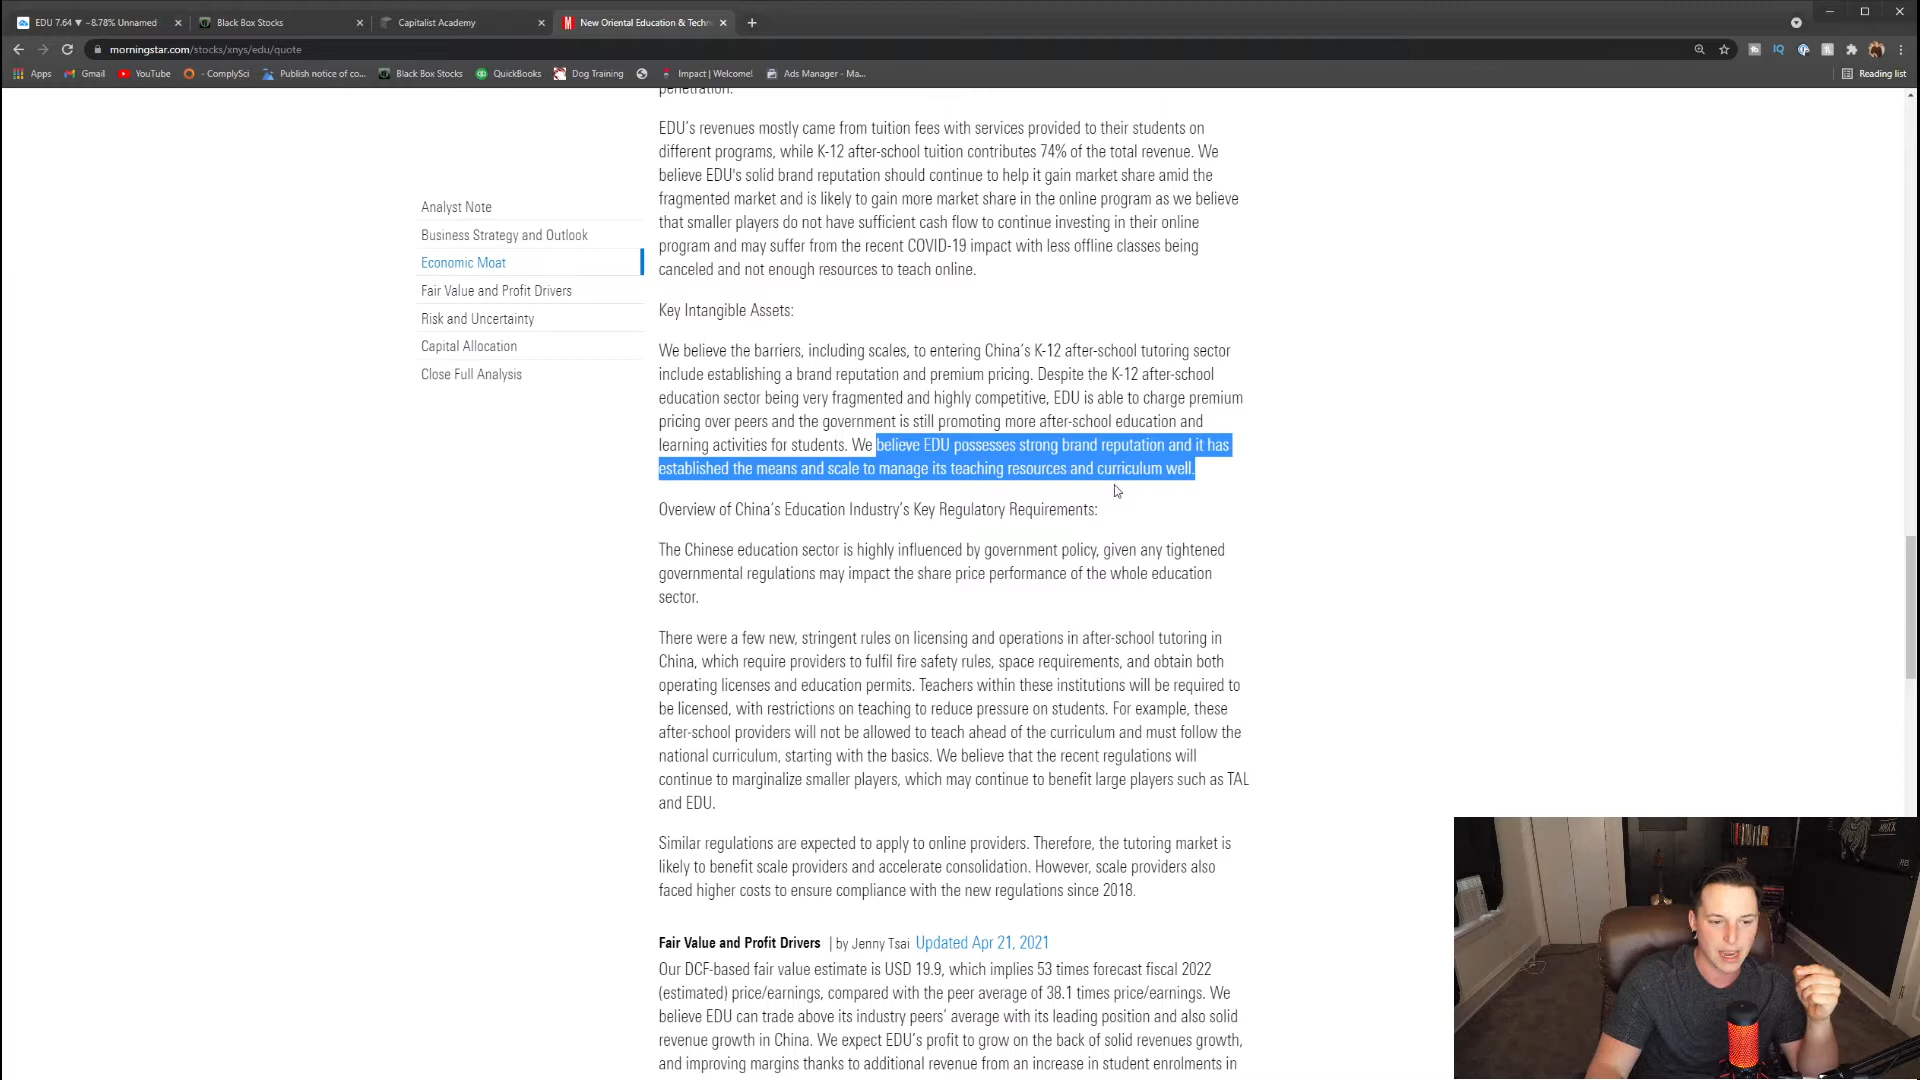 EDU 7.64 ▼ −8.78% Unnamed
Black Box Stocks
Capitalist Academy
New Oriental Education & Techn
morningstar.com/stocks/xnys/edu/quote
Apps
Gmail
YouTube
- ComplySci
Publish notice of co...
Black Box Stocks
QuickBooks
Dog Training
Impact | Welcome!
Ads Manager - Ma...
Reading list
penetration.
EDU's revenues mostly came from tuition fees with services provided to their students on
different programs, while K-12 after-school tuition contributes 74% of the total revenue. We
believe EDU's solid brand reputation should continue to help it gain market share amid the
fragmented market and is likely to gain more market share in the online program as we believe
that smaller players do not have sufficient cash flow to continue investing in their online
program and may suffer from the recent COVID-19 impact with less offline classes being
canceled and not enough resources to teach online.
Analyst Note
Business Strategy and Outlook
Economic Moat
Fair Value and Profit Drivers
Risk and Uncertainty
Capital Allocation
Close Full Analysis
Key Intangible Assets:
We believe the barriers, including scales, to entering China's K-12 after-school tutoring sector
include establishing a brand reputation and premium pricing. Despite the K-12 after-school
education sector being very fragmented and highly competitive, EDU is able to charge premium
pricing over peers and the government is still promoting more after-school education and
learning activities for students. We believe EDU possesses strong brand reputation and it has
established the means and scale to manage its teaching resources and curriculum well.
Overview of China's Education Industry's Key Regulatory Requirements:
The Chinese education sector is highly influenced by government policy, given any tightened
governmental regulations may impact the share price performance of the whole education
sector.
There were a few new, stringent rules on licensing and operations in after-school tutoring in
China, which require providers to fulfil fire safety rules, space requirements, and obtain both
operating licenses and education permits. Teachers within these institutions will be required to
be licensed, with restrictions on teaching to reduce pressure on students. For example, these
after-school providers will not be allowed to teach ahead of the curriculum and must follow the
national curriculum, starting with the basics. We believe that the recent regulations will
continue to marginalize smaller players, which may continue to benefit large players such as TAL
and EDU.
Similar regulations are expected to apply to online providers. Therefore, the tutoring market is
likely to benefit scale providers and accelerate consolidation. However, scale providers also
faced higher costs to ensure compliance with the new regulations since 2018.
Fair Value and Profit Drivers | by Jenny Tsai Updated Apr 21, 2021
Our DCF-based fair value estimate is USD 19.9, which implies 53 times forecast fiscal 2022
(estimated) price/earnings, compared with the peer average of 38.1 times price/earnings. We
believe EDU can trade above its industry peers' average with its leading position and also solid
revenue growth in China. We expect EDU's profit to grow on the back of solid revenues growth,
and improving margins thanks to additional revenue from an increase in student enrolments in